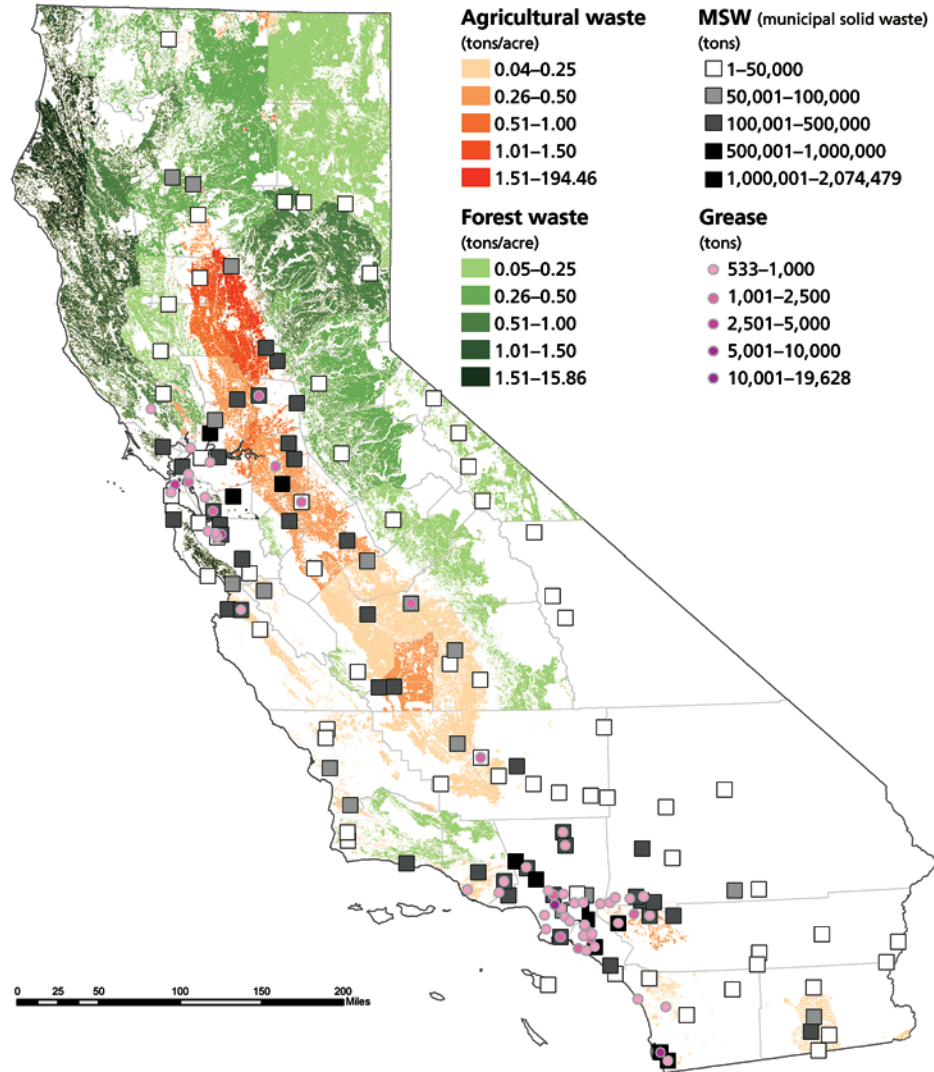 Agricultural waste
(tons/acre)
0.04–0.25
0.26–0.50
0.51–1.00
1.01–1.50
1.51–194.46
Forest waste
(tons/acre)
0.05–0.25
0.26–0.50
0.51–1.00
1.01–1.50
1.51–15.86
MSW (municipal solid waste)
(tons)
1–50,000
50,001–100,000
100,001–500,000
500,001–1,000,000
1,000,001–2,074,479
Grease
(tons)
533–1,000
1,001–2,500
2,501–5,000
5,001–10,000
10,001–19,628
0 50 100 150 200
Miles